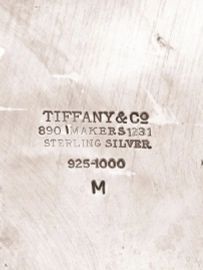 TIFFANY & Co
890 MAKERS 1231
STERLING SILVER
925-1000
M